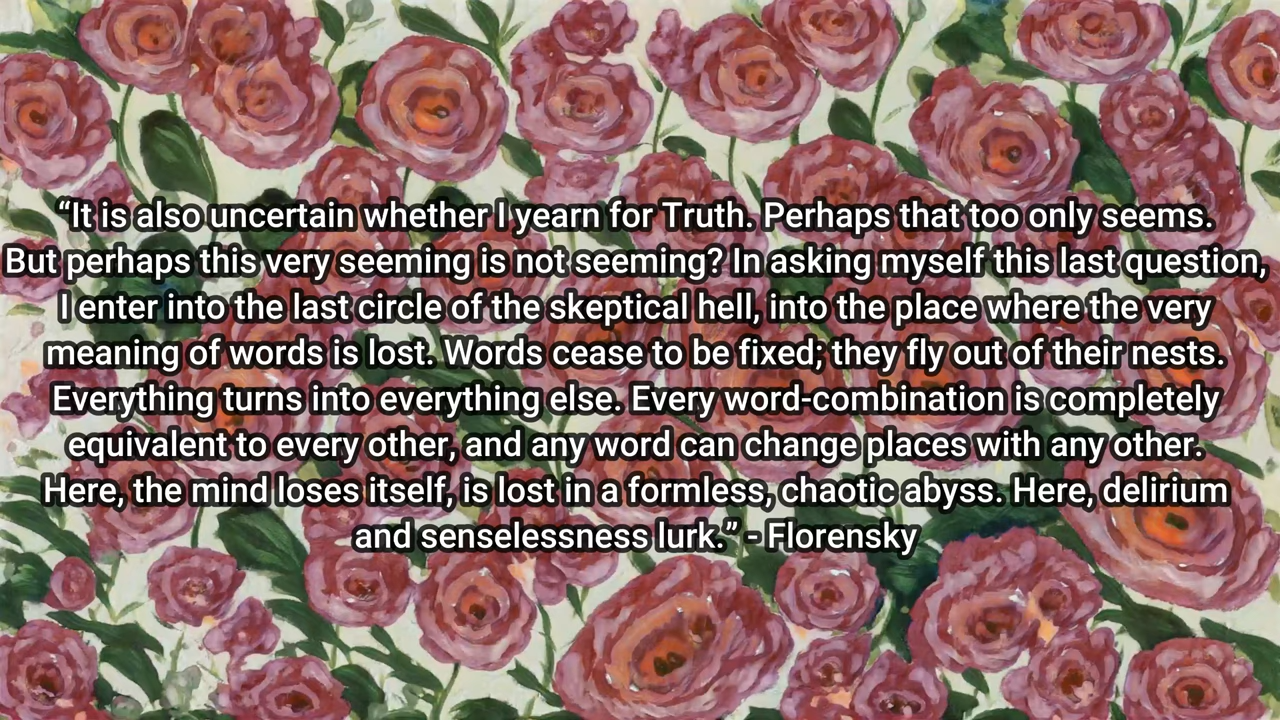 “It is also uncertain whether I yearn for Truth. Perhaps that too only seems.
But perhaps this very seeming is not seeming? In asking myself this last question,
I enter into the last circle of the skeptical hell, into the place where the very
meaning of words is lost. Words cease to be fixed; they fly out of their nests.
Everything turns into everything else. Every word-combination is completely
equivalent to every other, and any word can change places with any other.
Here, the mind loses itself, is lost in a formless, chaotic abyss. Here, delirium
and senselessness lurk.” - Florensky